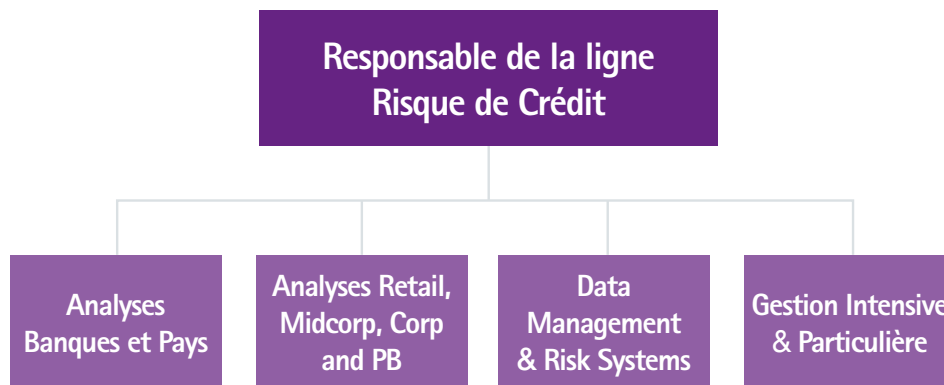 Responsable de la ligne
Risque de Crédit
Analyses
Banques et Pays
Analyses Retail,
Midcorp, Corp
and PB
Data
Management
& Risk Systems
Gestion Intensive
& Particulière